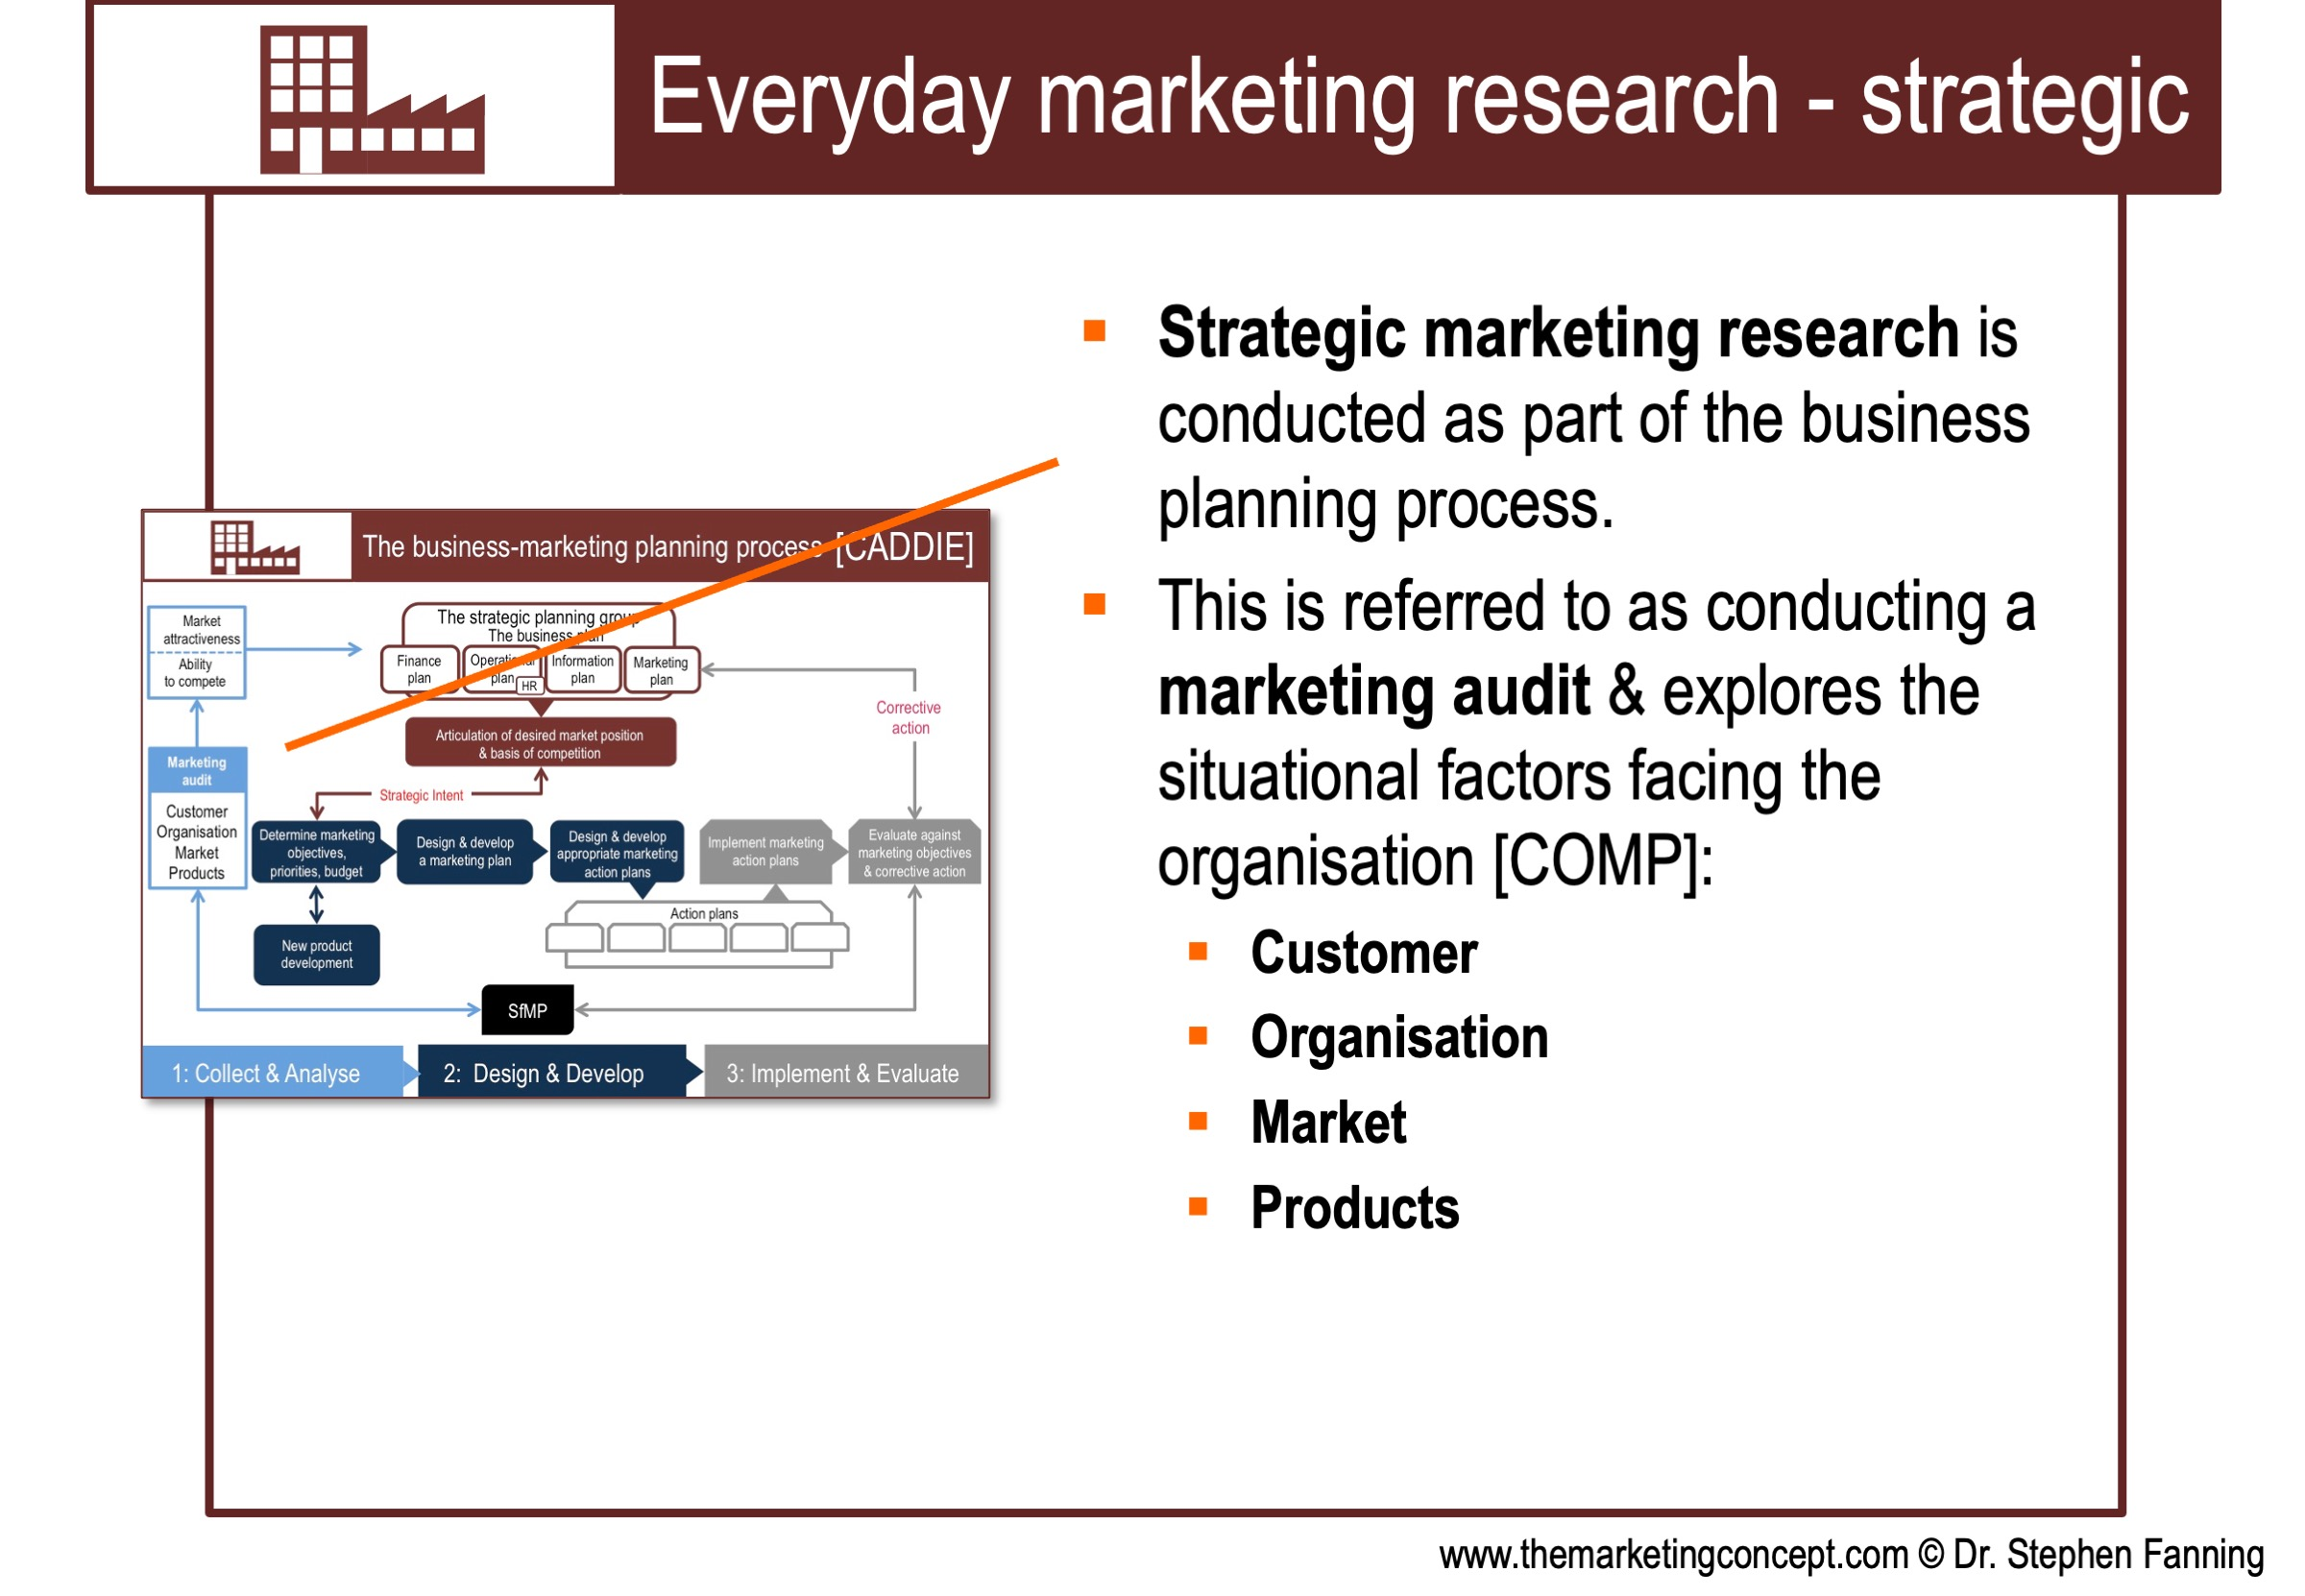 Everyday marketing research - strategic
Strategic marketing research is
conducted as part of the business
planning process.
This is referred to as conducting a
marketing audit & explores the
situational factors facing the
organisation [COMP]:
Customer
Organisation
Market
Products
The business-marketing planning process [CADDIE]
Market
attractiveness
Ability
to compete
The strategic planning group
The business plan
Finance
plan
Operational
plan
HR
Information
plan
Marketing
plan
Corrective
action
Articulation of desired market position
& basis of competition
Strategic Intent
Marketing
audit
Customer
Organisation
Market
Products
Determine marketing
objectives,
priorities, budget
Design & develop
a marketing plan
Design & develop
appropriate marketing
action plans
Implement marketing
action plans
Evaluate against
marketing objectives
& corrective action
Action plans
New product
development
SfMP
1: Collect & Analyse
2: Design & Develop
3: Implement & Evaluate
www.themarketingconcept.com © Dr. Stephen Fanning